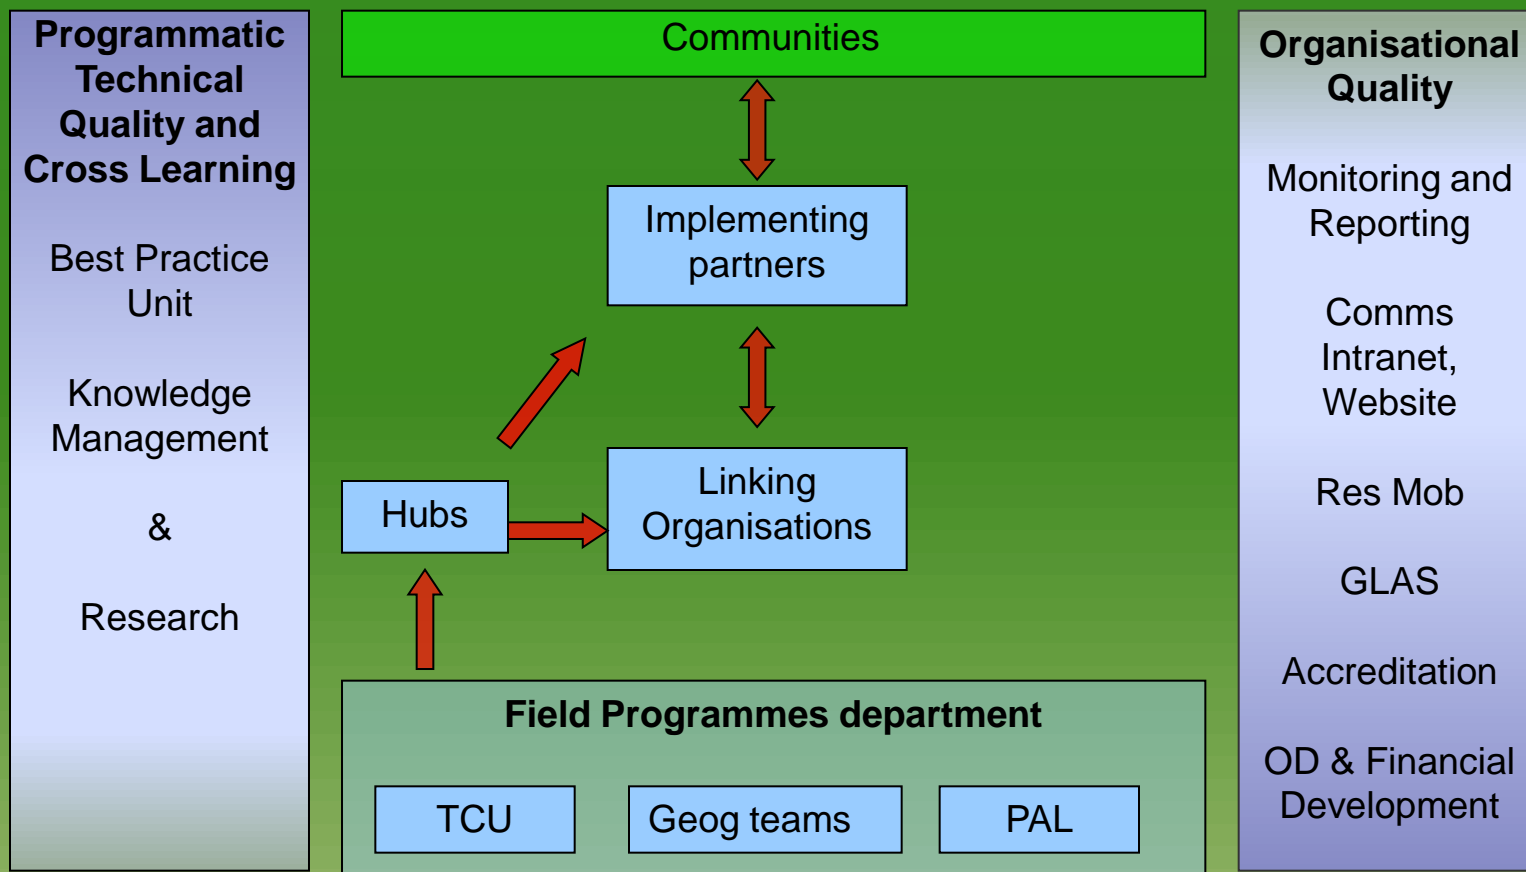 Programmatic
Technical
Quality and
Cross Learning
Best Practice
Unit
Knowledge
Management
&
Research
Communities
Implementing
partners
Linking
Organisations
Hubs
Field Programmes department
TCU
Geog teams
PAL
Organisational
Quality
Monitoring and
Reporting
Comms
Intranet,
Website
Res Mob
GLAS
Accreditation
OD & Financial
Development